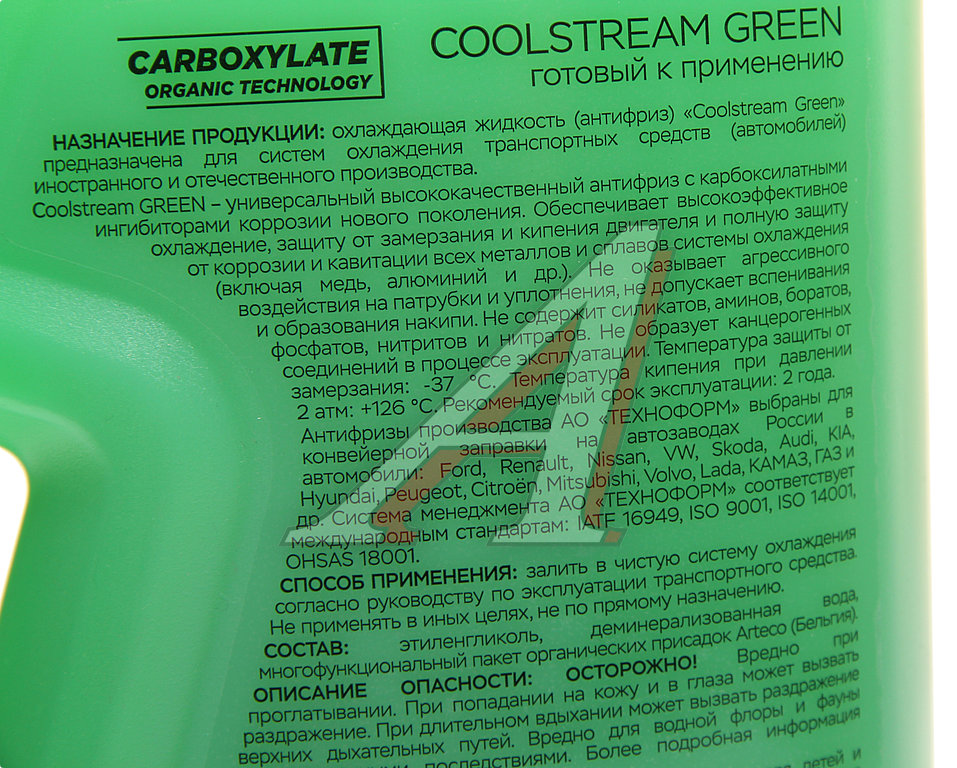 CARBOXYLATE
ORGANIC TECHNOLOGY
COOLSTREAM GREEN
готовый к применению
НАЗНАЧЕНИЕ ПРОДУКЦИИ: охлаждающая жидкость (антифриз) «Coolstream Green»
предназначена для систем охлаждения транспортных средств (автомобилей)
иностранного и отечественного производства.
Coolstream GREEN – универсальный высококачественный антифриз с карбоксилатными
ингибиторами коррозии нового поколения. Обеспечивает высокоэффективное
охлаждение, защиту от замерзания и кипения двигателя и полную защиту
от коррозии и кавитации всех металлов и сплавов системы охлаждения
(включая медь, алюминий и др.). Не оказывает агрессивного
воздействия на патрубки и уплотнения, не допускает вспенивания
и образования накипи. Не содержит силикатов, аминов, боратов,
фосфатов, нитритов и нитратов. Не образует канцерогенных
соединений в процессе эксплуатации. Температура защиты от
замерзания: -37 °C. Температура кипения при давлении
2 атм: +126 °C. Рекомендуемый срок эксплуатации: 2 года.
Антифризы производства АО «ТЕХНОФОРМ» выбраны для
конвейерной заправки на автозаводах России в
автомобили: Ford, Renault, Nissan, VW, Skoda, Audi, KIA,
Hyundai, Peugeot, Citroën, Mitsubishi, Volvo, Lada, КАМАЗ, ГАЗ и
др. Система менеджмента АО «ТЕХНОФОРМ» соответствует
международным стандартам: IATF 16949, ISO 9001, ISO 14001,
OHSAS 18001.
СПОСОБ ПРИМЕНЕНИЯ: залить в чистую систему охлаждения
согласно руководству по эксплуатации транспортного средства.
Не применять в иных целях, не по прямому назначению.
СОСТАВ: этиленгликоль, деминерализованная вода,
многофункциональный пакет органических присадок Arteco (Бельгия).
ОПИСАНИЕ ОПАСНОСТИ: ОСТОРОЖНО! Вредно при
проглатывании. При попадании на кожу и в глаза может вызвать
раздражение. При длительном вдыхании может вызвать раздражение
верхних дыхательных путей. Вредно для водной флоры и фауны
последствиями. Более подробная информация
детей и